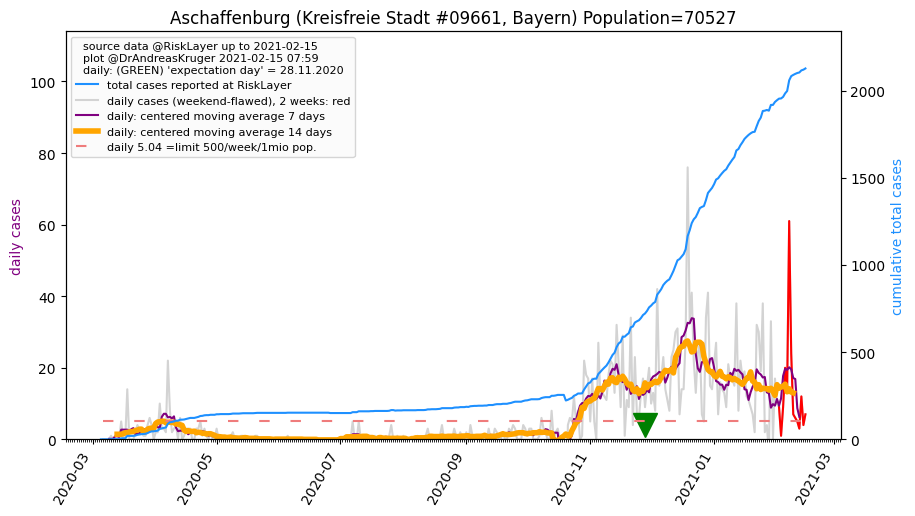 Aschaffenburg (Kreisfreie Stadt #09661, Bayern) Population=70527
source data @RiskLayer up to 2021-02-15
plot @DrAndreasKruger 2021-02-15 07:59
daily: (GREEN) 'expectation day' = 28.11.2020
total cases reported at RiskLayer
daily cases (weekend-flawed), 2 weeks: red
daily: centered moving average 7 days
daily: centered moving average 14 days
daily 5.04 =limit 500/week/1mio pop.
daily cases
100
80
60
40
20
0
cumulative total cases
2000
1500
1000
500
0
2020-03
2020-05
2020-07
2020-09
2020-11
2021-01
2021-03